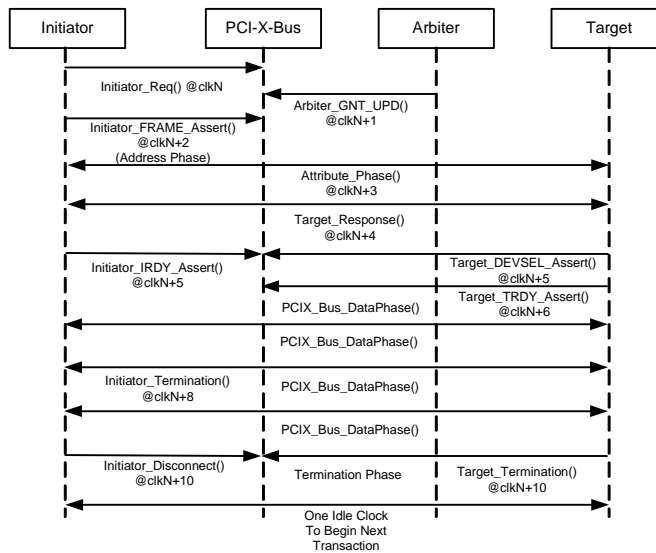 Initiator
PCI-X-Bus
Arbiter
Target
Initiator_Req() @clkN
Arbiter_GNT_UPD()
@clkN+1
Initiator_FRAME_Assert()
@clkN+2
(Address Phase)
Attribute_Phase()
@clkN+3
Target_Response()
@clkN+4
Initiator_IRDY_Assert()
@clkN+5
Target_DEVSEL_Assert()
@clkN+5
PCIX_Bus_DataPhase()
Target_TRDY_Assert()
@clkN+6
PCIX_Bus_DataPhase()
Initiator_Termination()
@clkN+8
PCIX_Bus_DataPhase()
PCIX_Bus_DataPhase()
Initiator_Disconnect()
@clkN+10
Termination Phase
Target_Termination()
@clkN+10
One Idle Clock
To Begin Next
Transaction